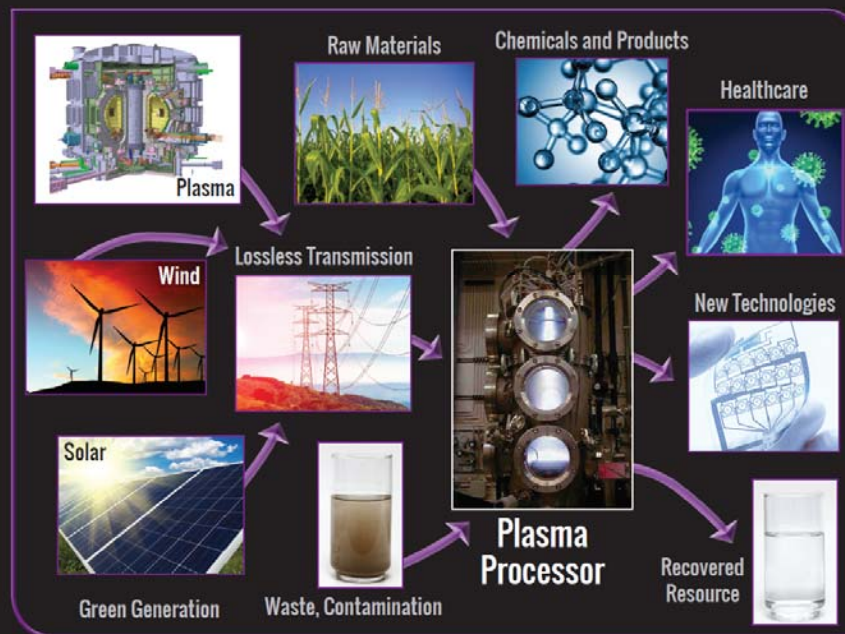 Plasma
Raw Materials
Chemicals and Products
Healthcare
Wind
Lossless Transmission
New Technologies
Solar
Plasma
Processor
Green Generation
Waste, Contamination
Recovered
Resource